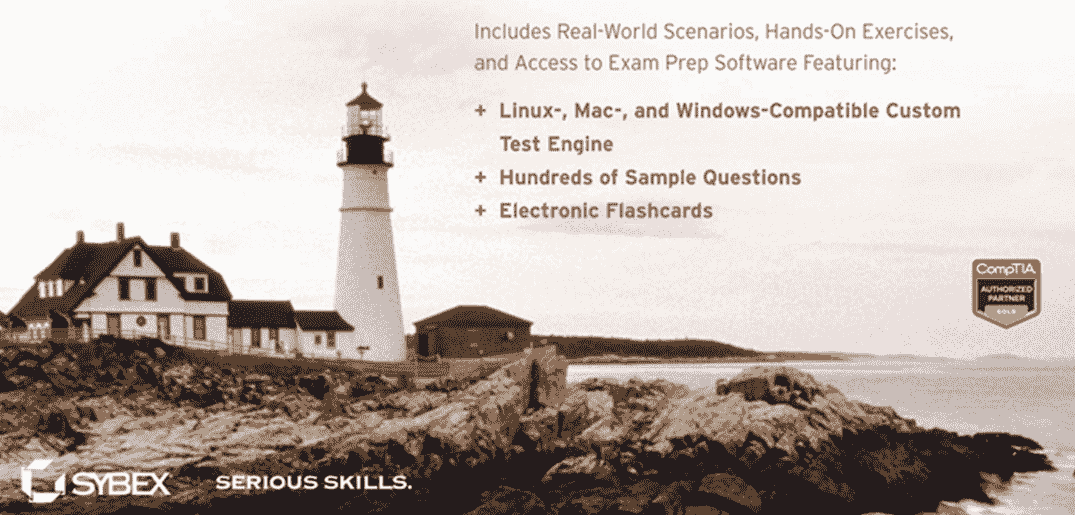 Includes Real-World Scenarios, Hands-On Exercises,
and Access to Exam Prep Software Featuring:
+ Linux-, Mac-, and Windows-Compatible Custom
Test Engine
+ Hundreds of Sample Questions
+ Electronic Flashcards
CompTIA
AUTHORIZED
PARTNER
GOLD
SYBEX
SERIOUS SKILLS.